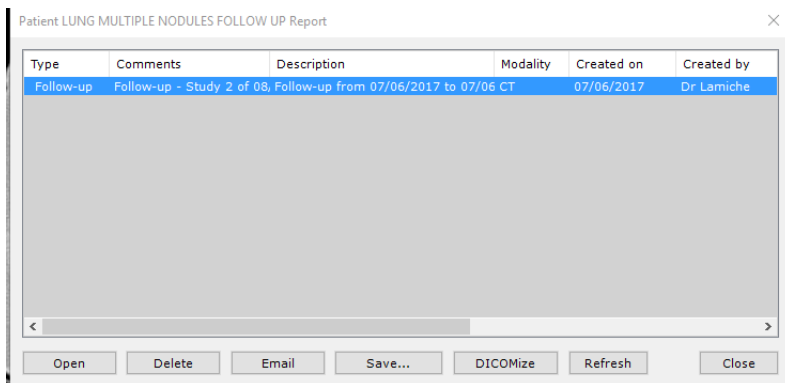 Patient LUNG MULTIPLE NODULES FOLLOW UP Report
Type Comments Description Modality Created on Created by
Follow-up Follow-up - Study 2 of 08, Follow-up from 07/06/2017 to 07/06 CT 07/06/2017 Dr Lamiche
Open Delete Email Save... DICOMize Refresh Close